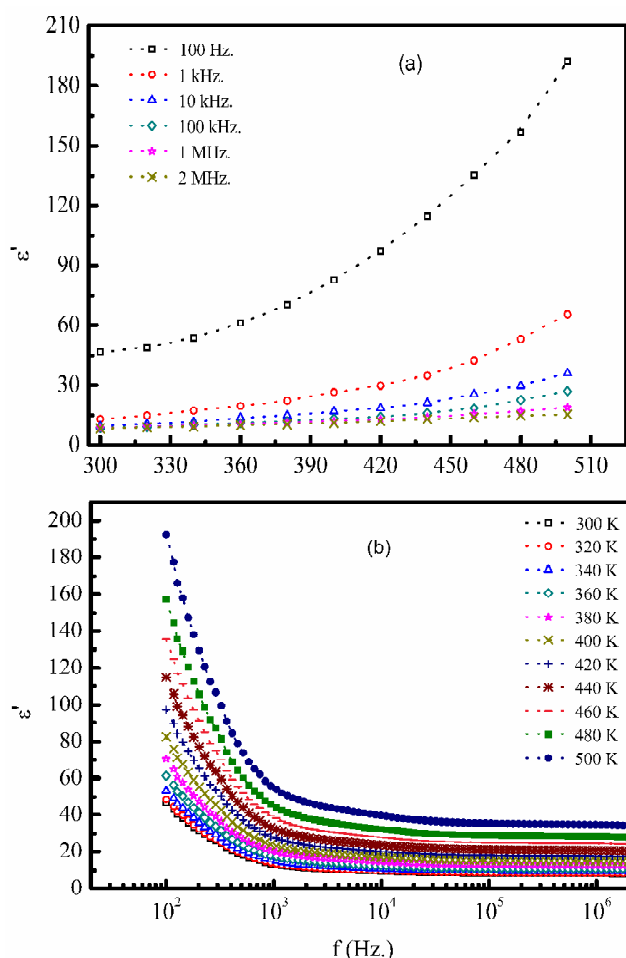 210
180
150
120
90
60
30
0
ε'
100 Hz.
1 kHz.
10 kHz.
100 kHz.
1 MHz.
2 MHz.
(a)
300 330 360 390 420 450 480 510
200
180
160
140
120
100
80
60
40
20
0
ε'
(b)
300 K
320 K
340 K
360 K
380 K
400 K
420 K
440 K
460 K
480 K
500 K
10² 10³ 10⁴ 10⁵ 10⁶
f (Hz.)